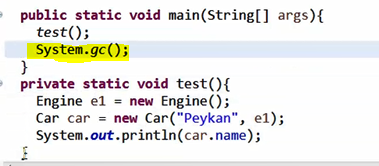 public static void main(String[] args){
test();
System.gc();
}
private static void test(){
Engine e1 = new Engine();
Car car = new Car("Peykan", e1);
System.out.println(car.name);
}